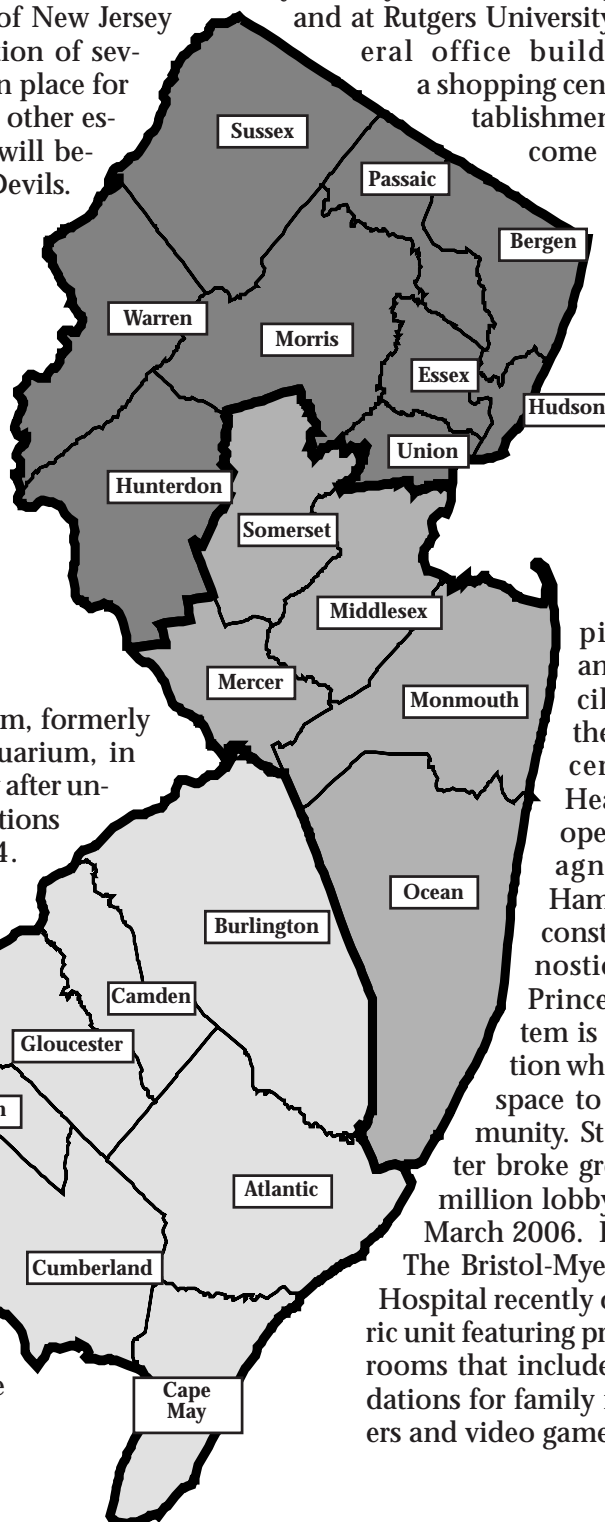 of New Jersey
tion of sev-
n place for
other es-
will be-
Devils.
and at Rutgers University
eral office build
a shopping cen
tablishmen
come
Sussex
Passaic
Bergen
Warren
Morris
Essex
Hudson
Union
Hunterdon
Somerset
Middlesex
Mercer
Monmouth
m, formerly
uarium, in
after un-
tions
4.
Ocean
Burlington
Camden
Gloucester
n
Atlantic
Cumberland
Cape
May
e
pi
an
cil
the
cen
Hea
ope
agn
Ham
const
nostic
Prince
tem is
tion wh
space to
munity. St
ter broke gr
million lobby
March 2006.
The Bristol-Mye
Hospital recently
ric unit featuring pr
rooms that include
dations for family
ers and video game